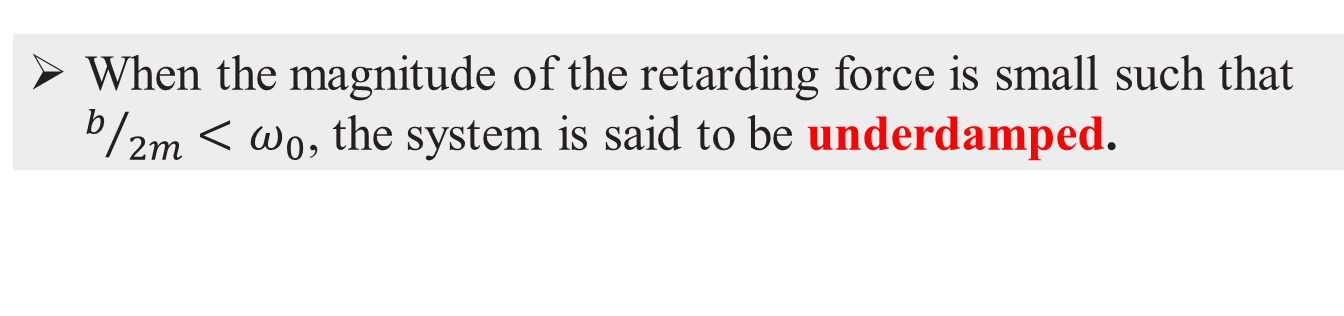 ➢ When the magnitude of the retarding force is small such that
𝑏/2𝑚 < 𝜔₀, the system is said to be underdamped.